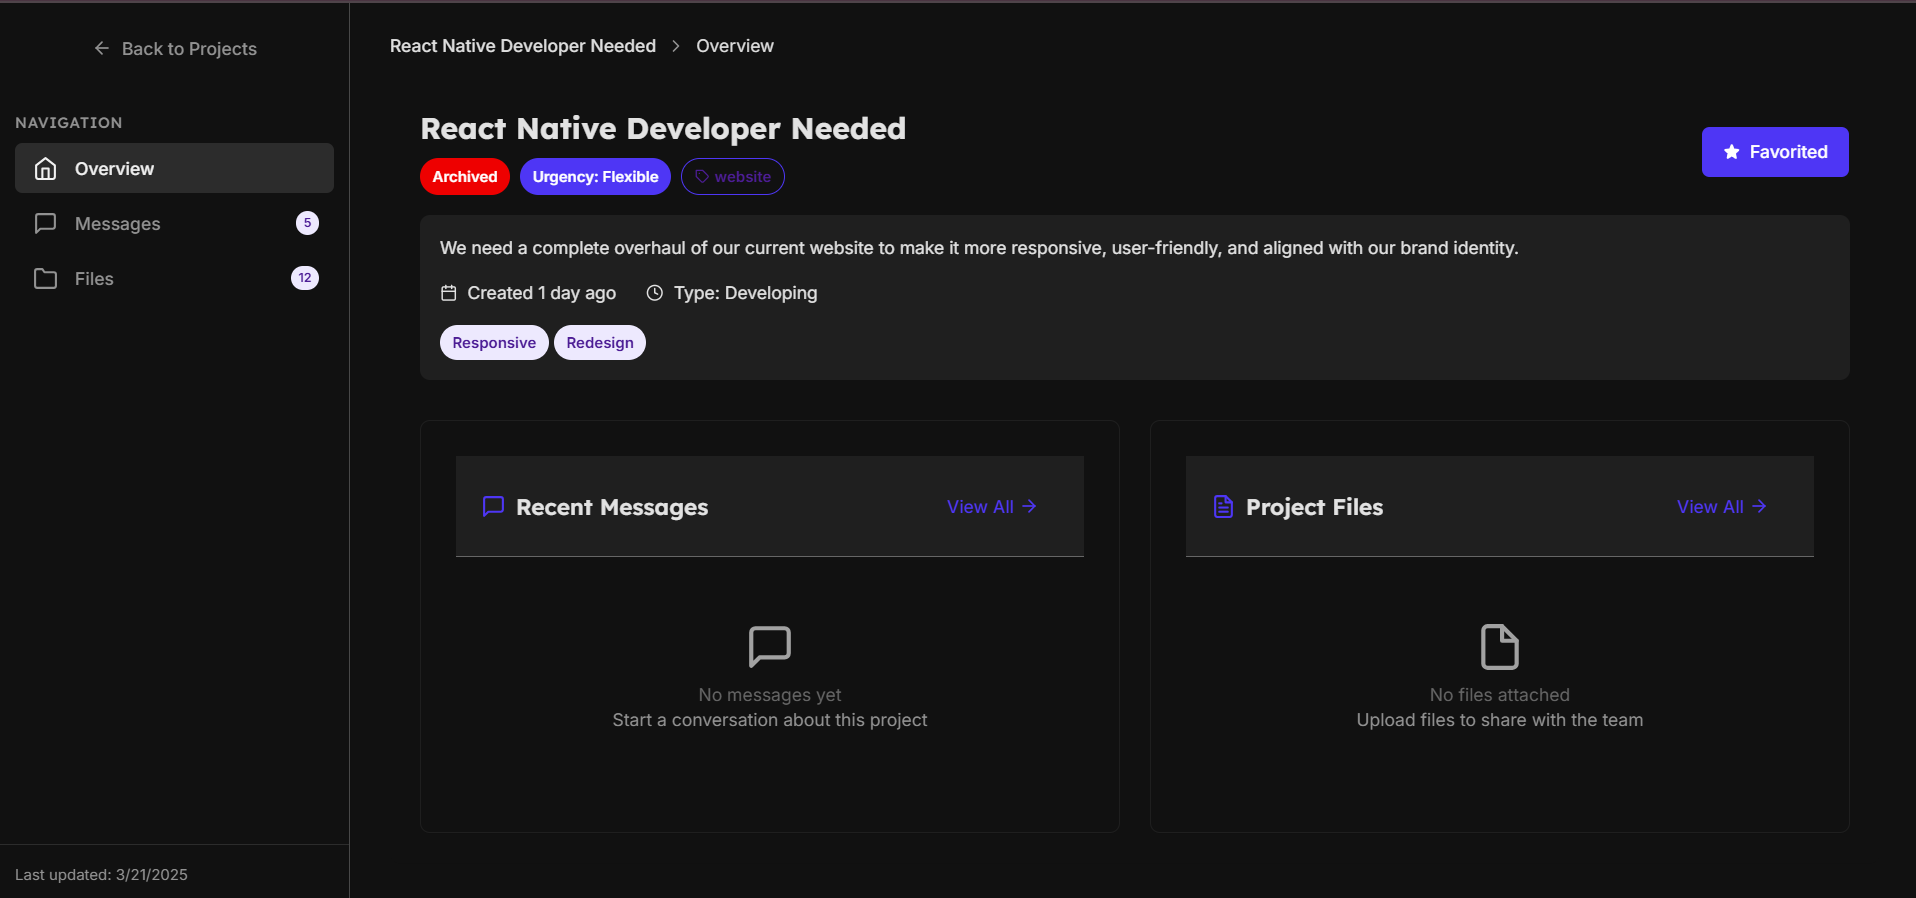 Back to Projects
NAVIGATION
Overview
Messages 5
Files 12
Last updated: 3/21/2025
React Native Developer Needed > Overview
React Native Developer Needed
Archived Urgency: Flexible website
Favorited
We need a complete overhaul of our current website to make it more responsive, user-friendly, and aligned with our brand identity.
Created 1 day ago Type: Developing
Responsive Redesign
Recent Messages View All
No messages yet
Start a conversation about this project
Project Files View All
No files attached
Upload files to share with the team